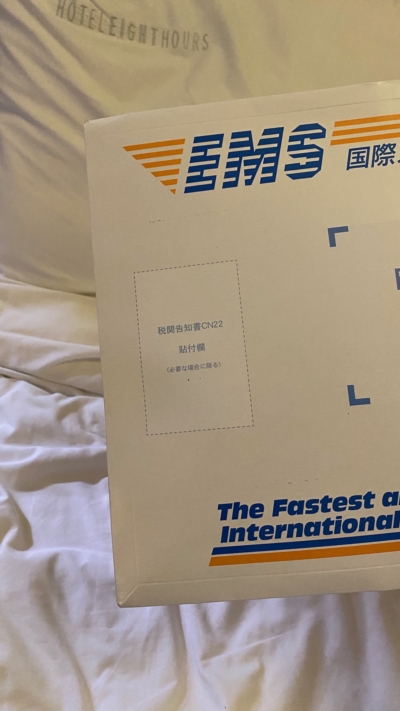 HOTELEIGHTHOURS
EMS
国際
税関告知書CN22
貼付欄
(必要な場合に限る)
The Fastest a
International